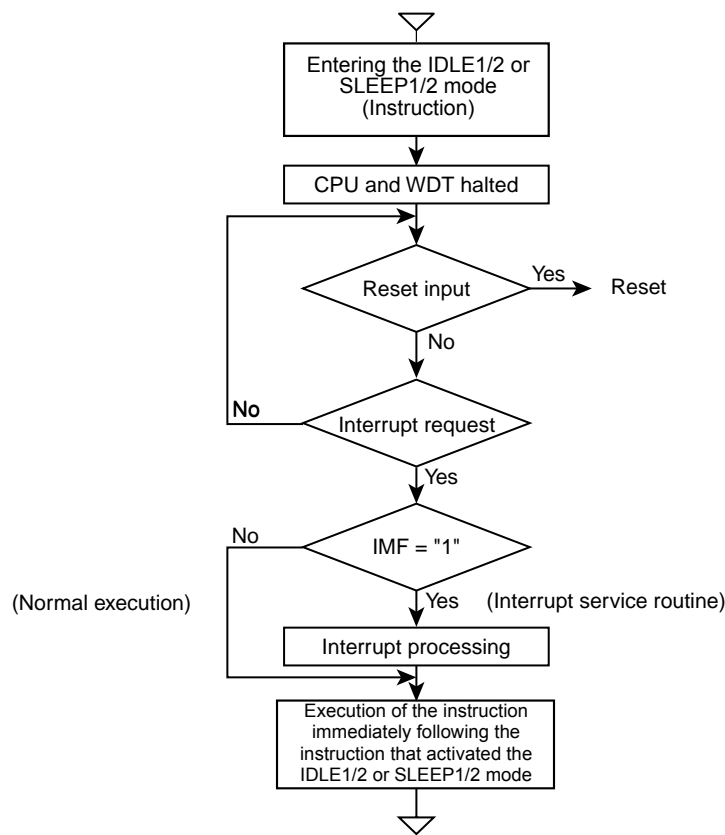 Entering the IDLE1/2 or
SLEEP1/2 mode
(Instruction)
CPU and WDT halted
Reset input
Yes
Reset
No
No
Interrupt request
Yes
No
IMF = "1"
(Normal execution)
Yes
(Interrupt service routine)
Interrupt processing
Execution of the instruction
immediately following the
instruction that activated the
IDLE1/2 or SLEEP1/2 mode